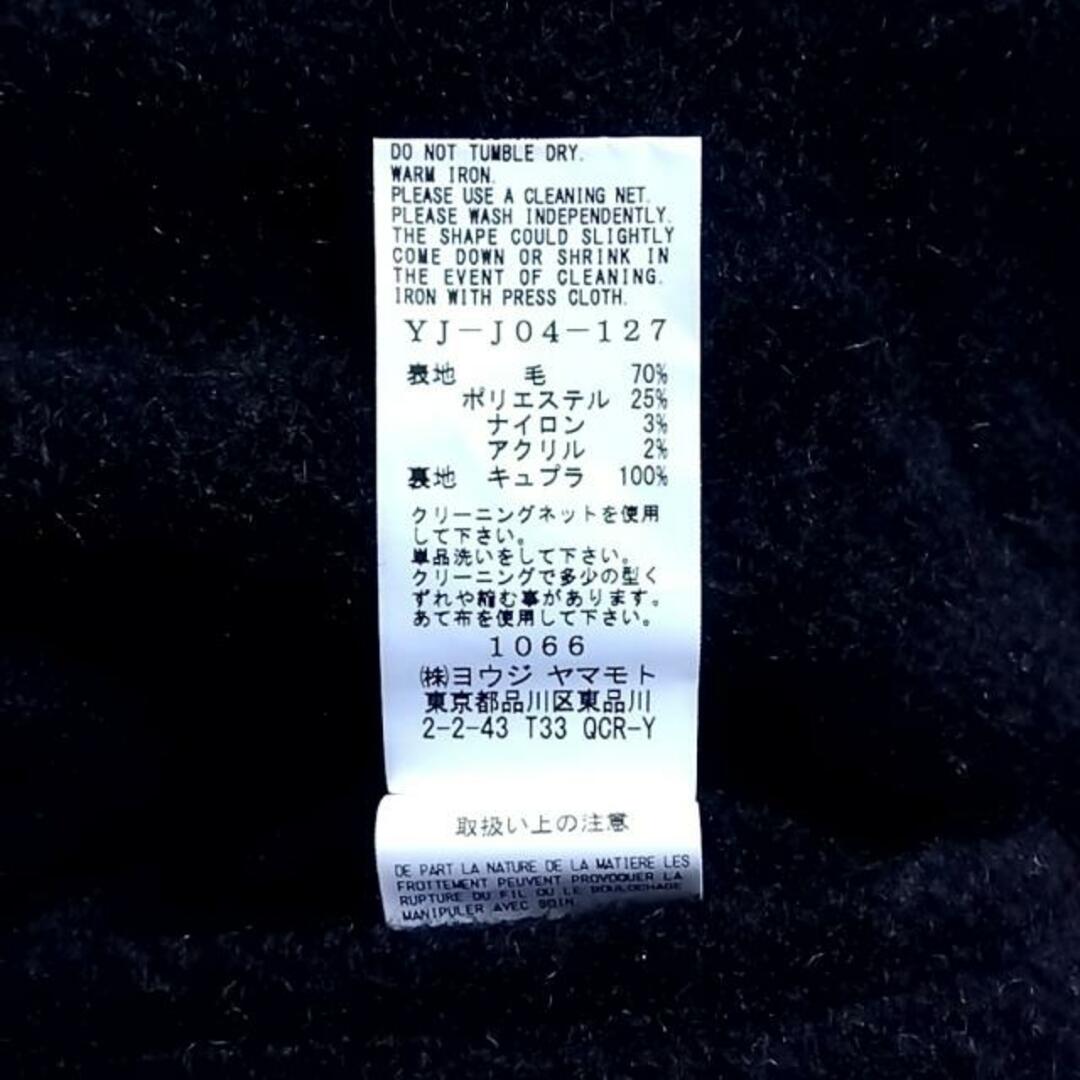 DO NOT TUMBLE DRY.
WARM IRON.
PLEASE USE A CLEANING NET.
PLEASE WASH INDEPENDENTLY.
THE SHAPE COULD SLIGHTLY
COME DOWN OR SHRINK IN
THE EVENT OF CLEANING.
IRON WITH PRESS CLOTH.
YJ-J04-127
表地 毛 70%
ポリエステル 25%
ナイロン 3%
アクリル 2%
裏地 キュプラ 100%
クリーニングネットを使用
して下さい。
単品洗いをして下さい。
クリーニングで多少の型く
ずれや縮む事があります。
あて布を使用して下さい。
1066
㈱ヨウジ ヤマモト
東京都品川区東品川
2-2-43 T33 QCR-Y
取扱い上の注意
DE PART LA NATURE DE LA MATIERE LES
FROTTEMENT PEUVENT PROVOQUER LA
RUPTURE DU FIL OU LE BOULOCHAGE
MANIPULER AVEC SOIN